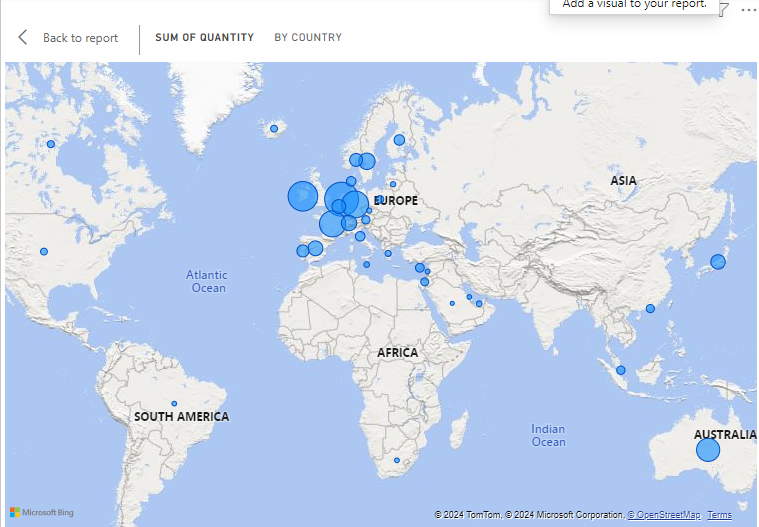 Add a visual to your report.
Back to report
SUM OF QUANTITY
BY COUNTRY
ASIA
EUROPE
Atlantic
Ocean
AFRICA
SOUTH AMERICA
Indian
Ocean
AUSTRALIA
Microsoft Bing
© 2024 TomTom, © 2024 Microsoft Corporation, © OpenStreetMap Terms